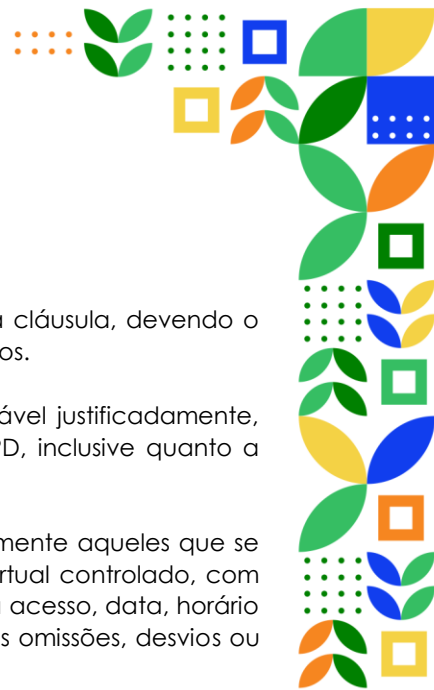 cláusula, devendo o
os.
ável justificadamente,
PD, inclusive quanto a
mente aqueles que se
rtual controlado, com
acesso, data, horário
s omissões, desvios ou